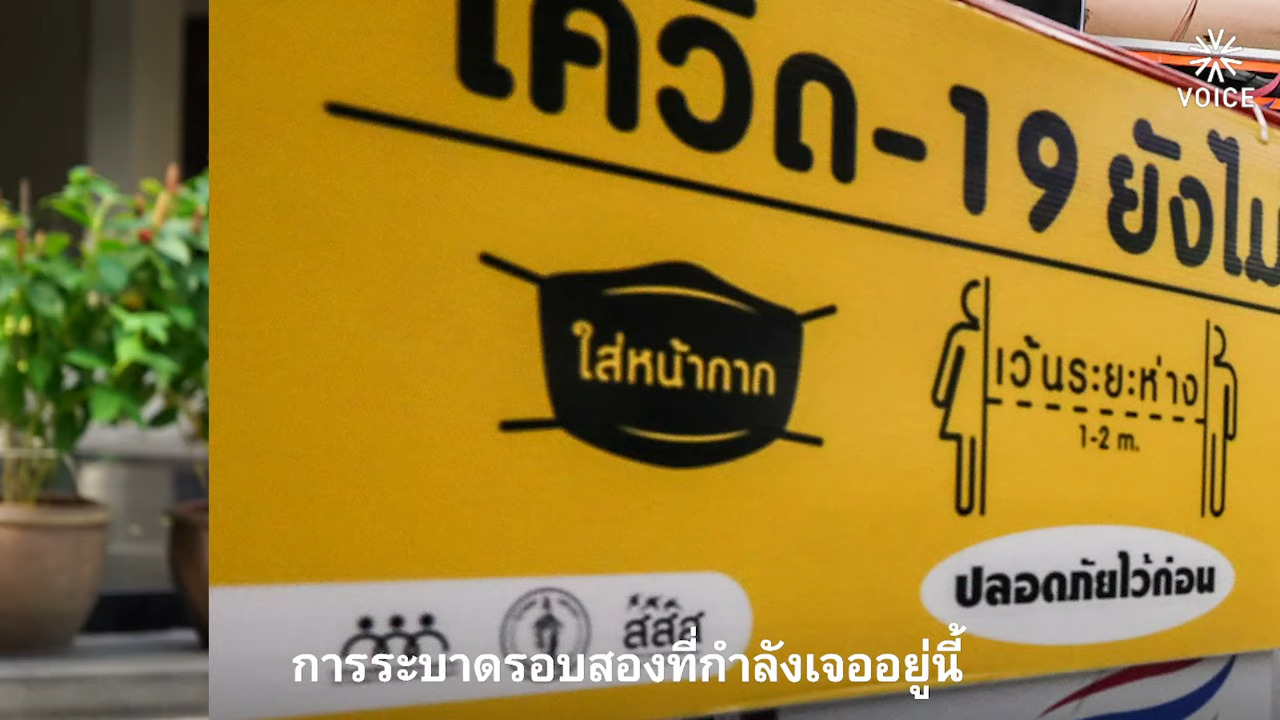 VOICE
โควิด-19 ยังไม
ใส่หน้ากาก
เว้นระยะห่าง
1-2 m.
ปลอดภัยไว้ก่อน
สสส
การระบาดรอบสองที่กำลังเจออยู่นี้